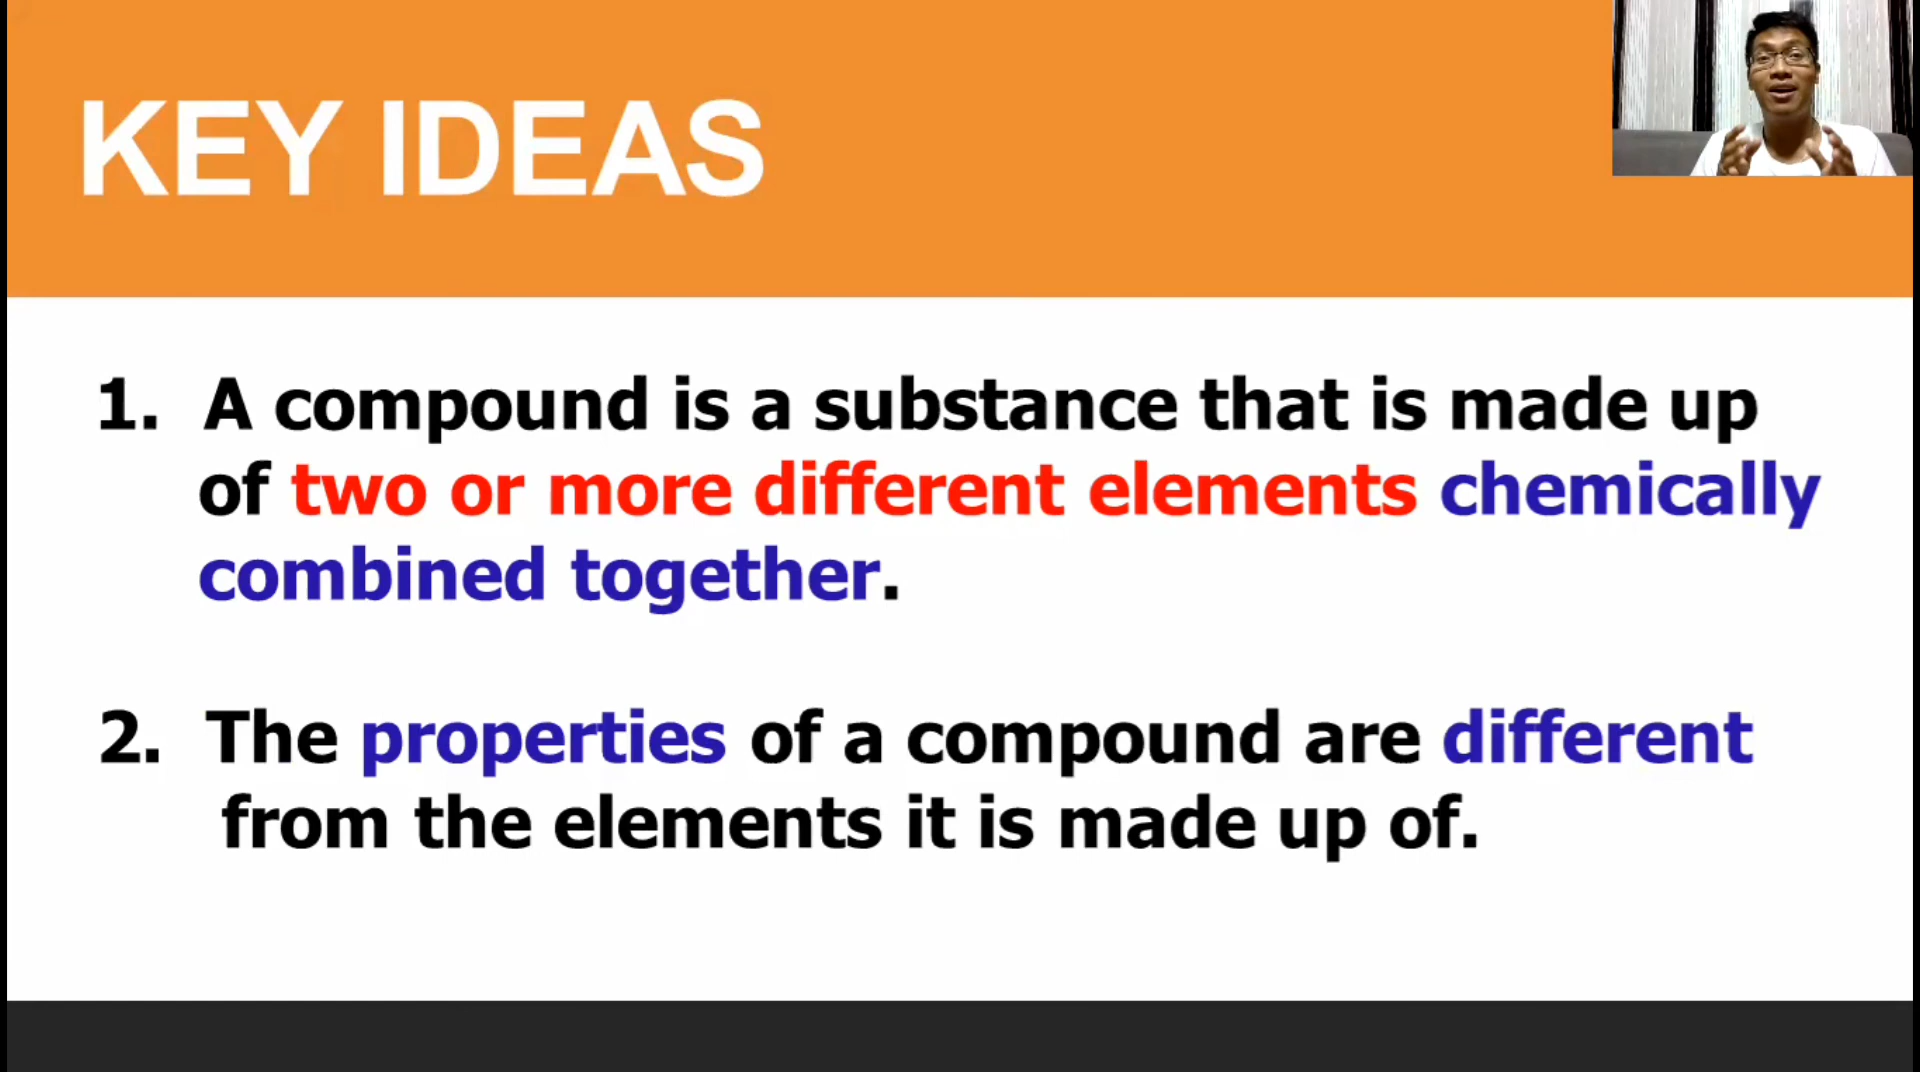 KEY IDEAS
1. A compound is a substance that is made up
of two or more different elements chemically
combined together.
2. The properties of a compound are different
from the elements it is made up of.